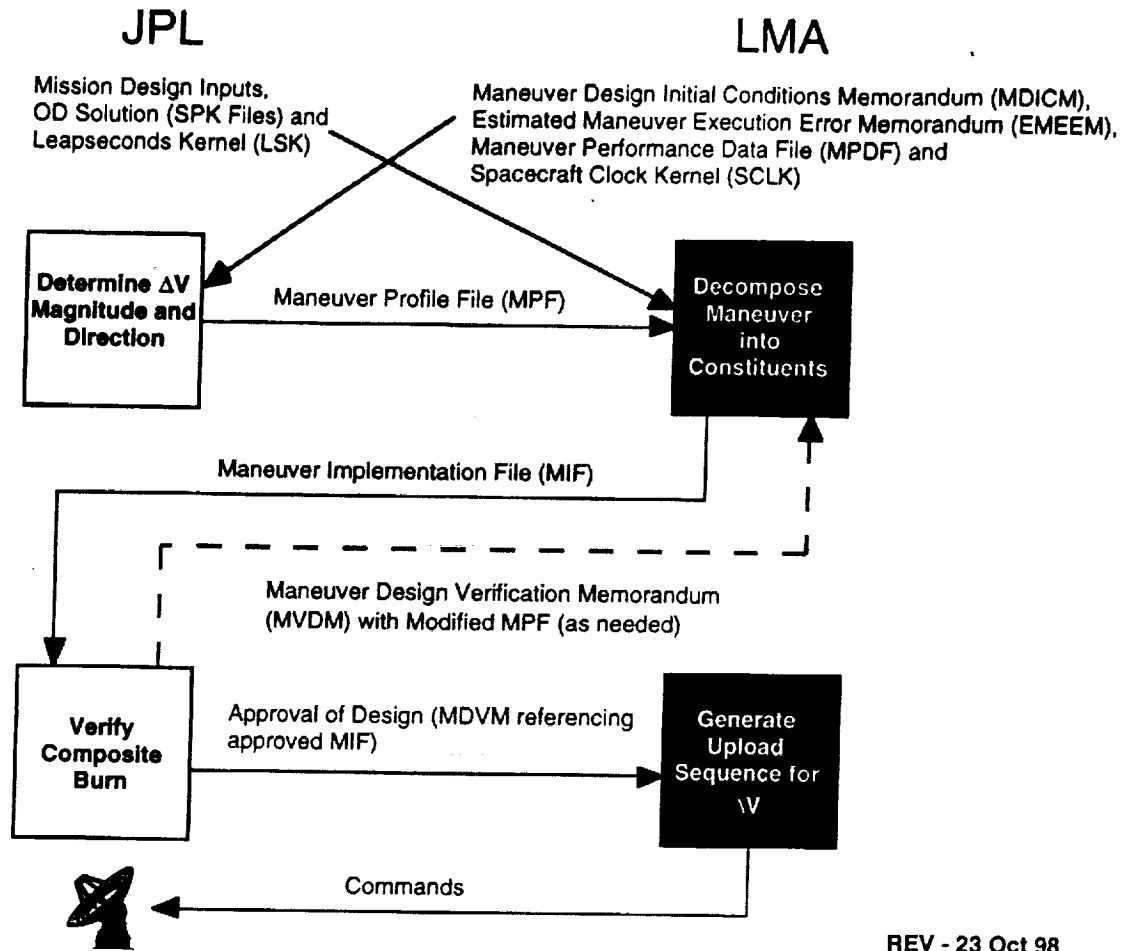 JPL
LMA
Mission Design Inputs,
OD Solution (SPK Files) and
Leapseconds Kernel (LSK)
Maneuver Design Initial Conditions Memorandum (MDICM),
Estimated Maneuver Execution Error Memorandum (EMEEM),
Maneuver Performance Data File (MPDF) and
Spacecraft Clock Kernel (SCLK)
Determine ΔV
Magnitude and
Direction
Maneuver Profile File (MPF)
Decompose
Maneuver
into
Constituents
Maneuver Implementation File (MIF)
Maneuver Design Verification Memorandum
(MVDM) with Modified MPF (as needed)
Verify
Composite
Burn
Approval of Design (MDVM referencing
approved MIF)
Generate
Upload
Sequence for
\V
Commands
REV - 23 Oct 98